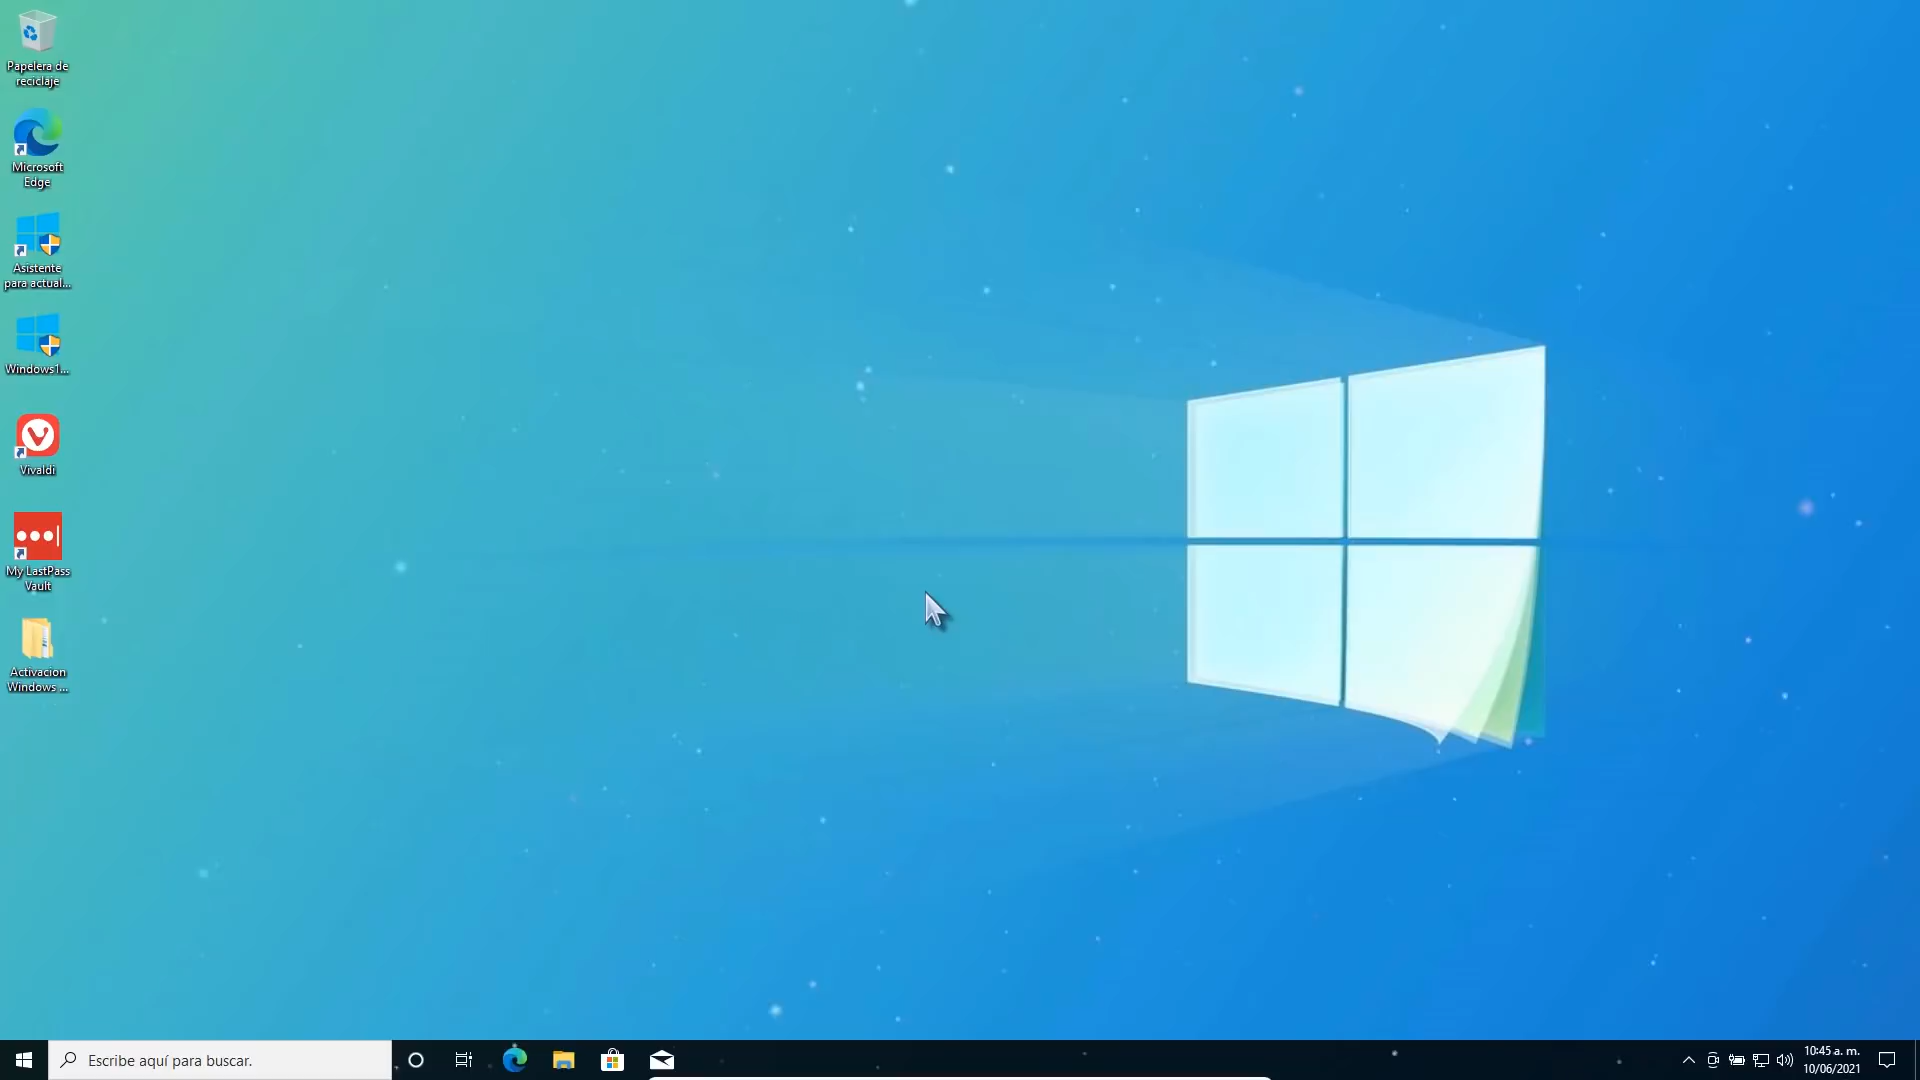 Papelera de
reciclaje
Microsoft
Edge
Asistente
para actual...
Windows1...
Vivaldi
My LastPass
Vault
Activacion
Windows ...
Escribe aquí para buscar.
10:45 a. m.
10/06/2021